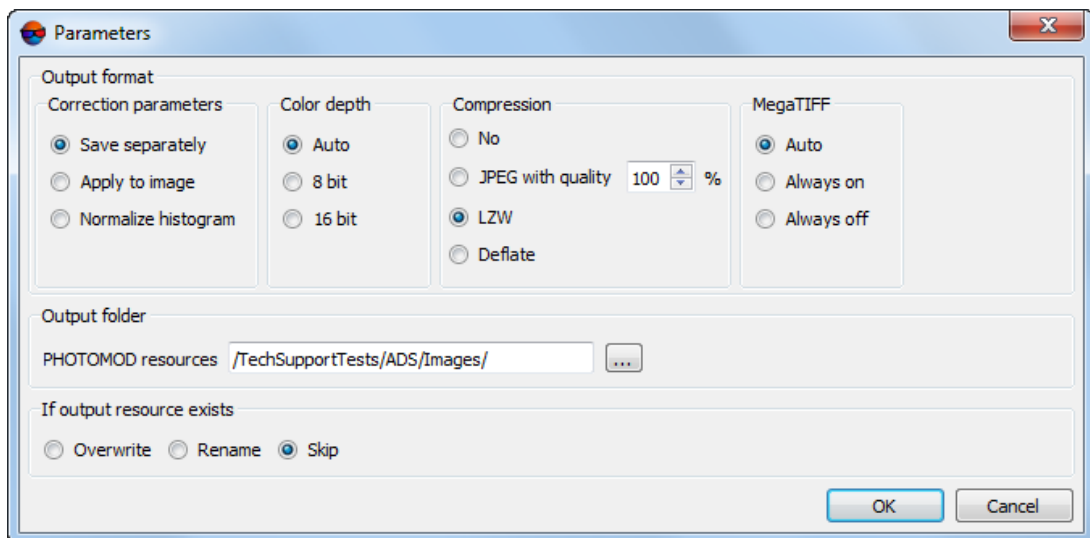 Parameters
Output format
Correction parameters
Save separately
Apply to image
Normalize histogram
Color depth
Auto
8 bit
16 bit
Compression
No
JPEG with quality 100 %
LZW
Deflate
MegaTIFF
Auto
Always on
Always off
Output folder
PHOTOMOD resources /TechSupportTests/ADS/Images/ ...
If output resource exists
Overwrite Rename Skip
OK Cancel